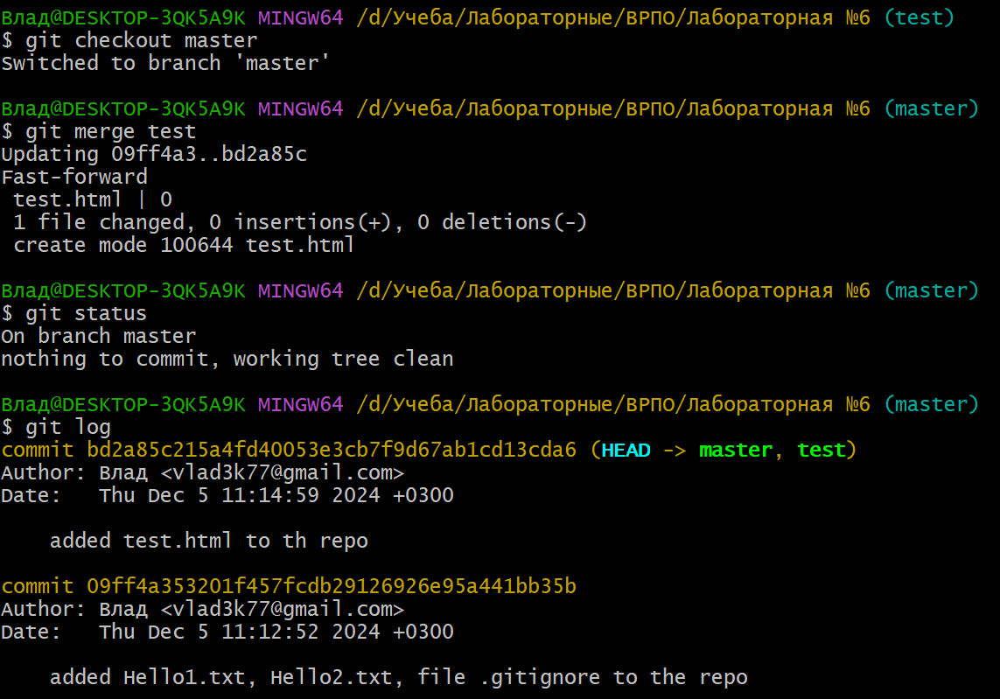 Влад@DESKTOP-3QK5A9K MINGW64 /d/Учеба/Лабораторные/ВРПО/Лабораторная №6 (test)
$ git checkout master
Switched to branch 'master'
Влад@DESKTOP-3QK5A9K MINGW64 /d/Учеба/Лабораторные/ВРПО/Лабораторная №6 (master)
$ git merge test
Updating 09ff4a3..bd2a85c
Fast-forward
 test.html | 0
 1 file changed, 0 insertions(+), 0 deletions(-)
 create mode 100644 test.html
Влад@DESKTOP-3QK5A9K MINGW64 /d/Учеба/Лабораторные/ВРПО/Лабораторная №6 (master)
$ git status
On branch master
nothing to commit, working tree clean
Влад@DESKTOP-3QK5A9K MINGW64 /d/Учеба/Лабораторные/ВРПО/Лабораторная №6 (master)
$ git log
commit bd2a85c215a4fd40053e3cb7f9d67ab1cd13cda6 (HEAD -> master, test)
Author: Влад <vlad3k77@gmail.com>
Date:   Thu Dec 5 11:14:59 2024 +0300
    added test.html to th repo
commit 09ff4a353201f457fcdb29126926e95a441bb35b
Author: Влад <vlad3k77@gmail.com>
Date:   Thu Dec 5 11:12:52 2024 +0300
    added Hello1.txt, Hello2.txt, file .gitignore to the repo